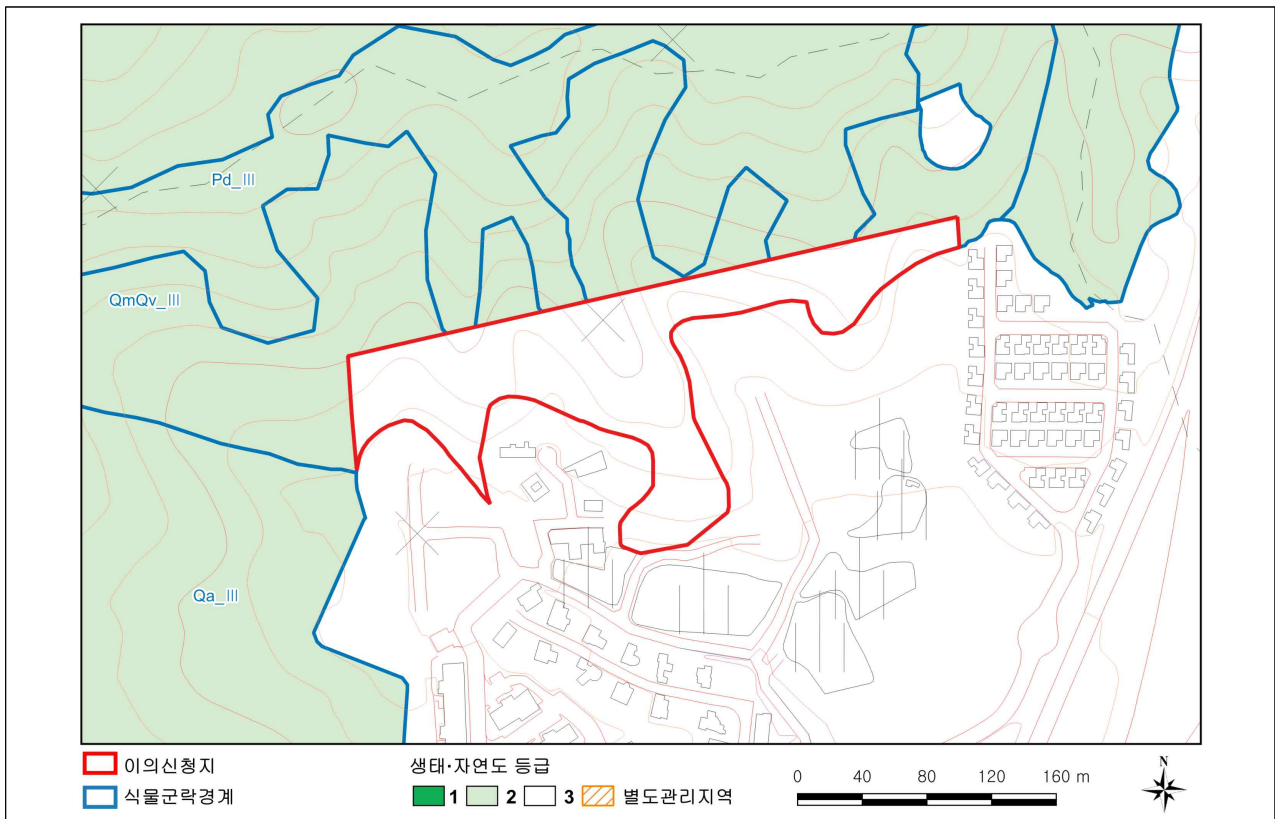 Pd_III
QmQv_III
Qa_III
이의신청지
식물군락경계
생태·자연도 등급
1 2 3 별도관리지역
0 40 80 120 160 m
N